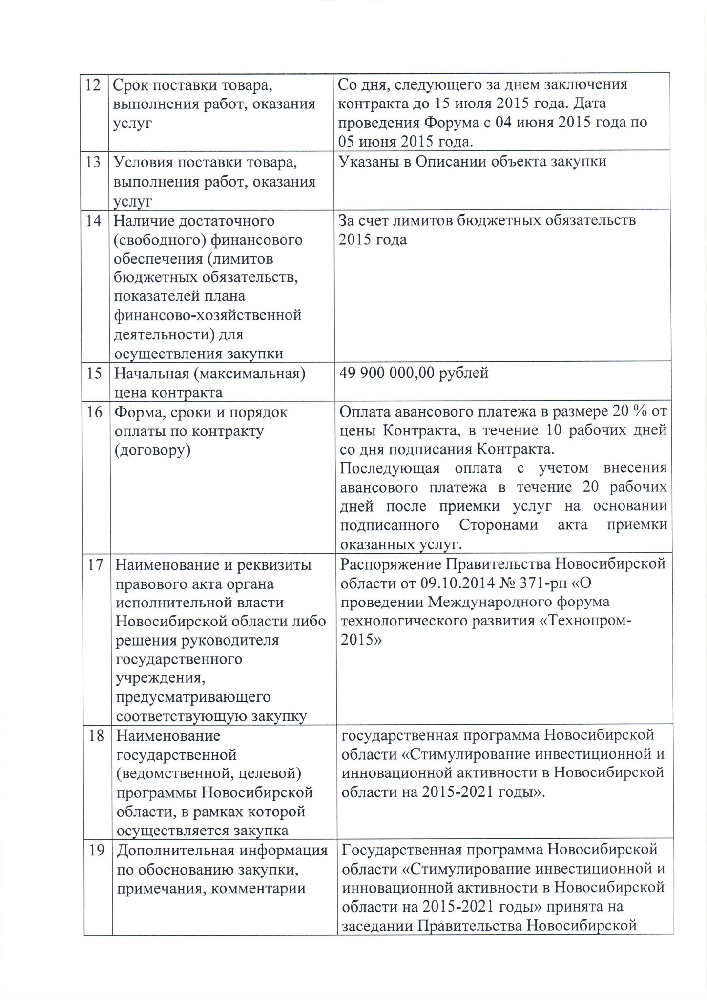 12
Срок поставки товара,
выполнения работ, оказания
услуг
Со дня, следующего за днем заключения
контракта до 15 июля 2015 года. Дата
проведения Форума с 04 июня 2015 года по
05 июня 2015 года.
13
Условия поставки товара,
выполнения работ, оказания
услуг
Указаны в Описании объекта закупки
14
Наличие достаточного
(свободного) финансового
обеспечения (лимитов
бюджетных обязательств,
показателей плана
финансово-хозяйственной
деятельности) для
осуществления закупки
За счет лимитов бюджетных обязательств
2015 года
15
Начальная (максимальная)
цена контракта
49 900 000,00 рублей
16
Форма, сроки и порядок
оплаты по контракту
(договору)
Оплата авансового платежа в размере 20 % от
цены Контракта, в течение 10 рабочих дней
со дня подписания Контракта.
Последующая оплата с учетом внесения
авансового платежа в течение 20 рабочих
дней после приемки услуг на основании
подписанного Сторонами акта приемки
оказанных услуг.
17
Наименование и реквизиты
правового акта органа
исполнительной власти
Новосибирской области либо
решения руководителя
государственного
учреждения,
предусматривающего
соответствующую закупку
Распоряжение Правительства Новосибирской
области от 09.10.2014 № 371-рп «О
проведении Международного форума
технологического развития «Технопром-
2015»
18
Наименование
государственной
(ведомственной, целевой)
программы Новосибирской
области, в рамках которой
осуществляется закупка
государственная программа Новосибирской
области «Стимулирование инвестиционной и
инновационной активности в Новосибирской
области на 2015-2021 годы».
19
Дополнительная информация
по обоснованию закупки,
примечания, комментарии
Государственная программа Новосибирской
области «Стимулирование инвестиционной и
инновационной активности в Новосибирской
области на 2015-2021 годы» принята на
заседании Правительства Новосибирской